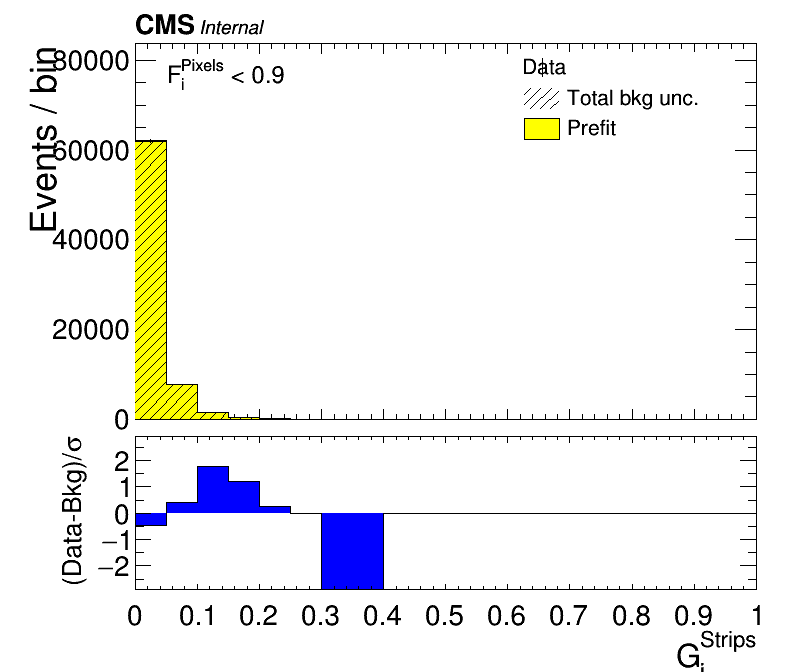 CMS Internal
F_i^Pixels < 0.9
Data
Total bkg unc.
Prefit
Events / bin
80000
60000
40000
20000
0
(Data-Bkg)/σ
2
1
0
−1
−2
0 0.1 0.2 0.3 0.4 0.5 0.6 0.7 0.8 0.9 1
G_i^Strips